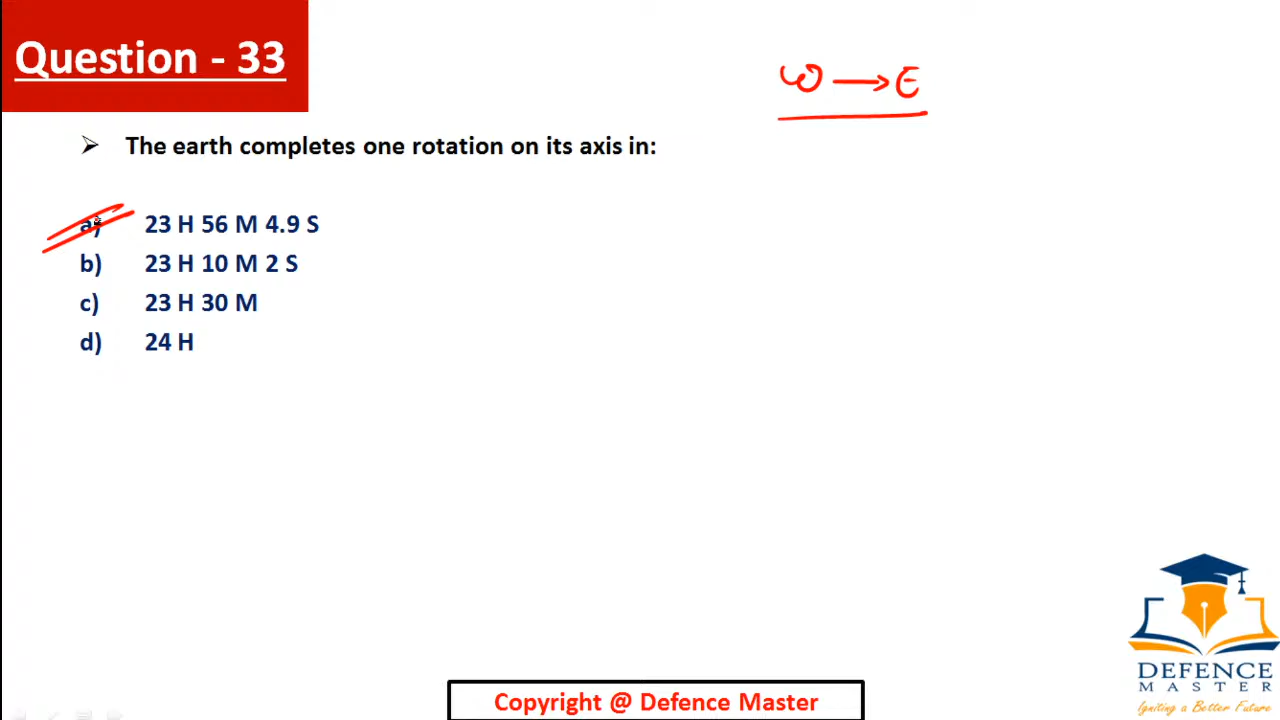 Question - 33
W → E
➢ The earth completes one rotation on its axis in:
a) 23 H 56 M 4.9 S
b) 23 H 10 M 2 S
c) 23 H 30 M
d) 24 H
DEFENCE
MASTER
Igniting a Better Future
Copyright @ Defence Master